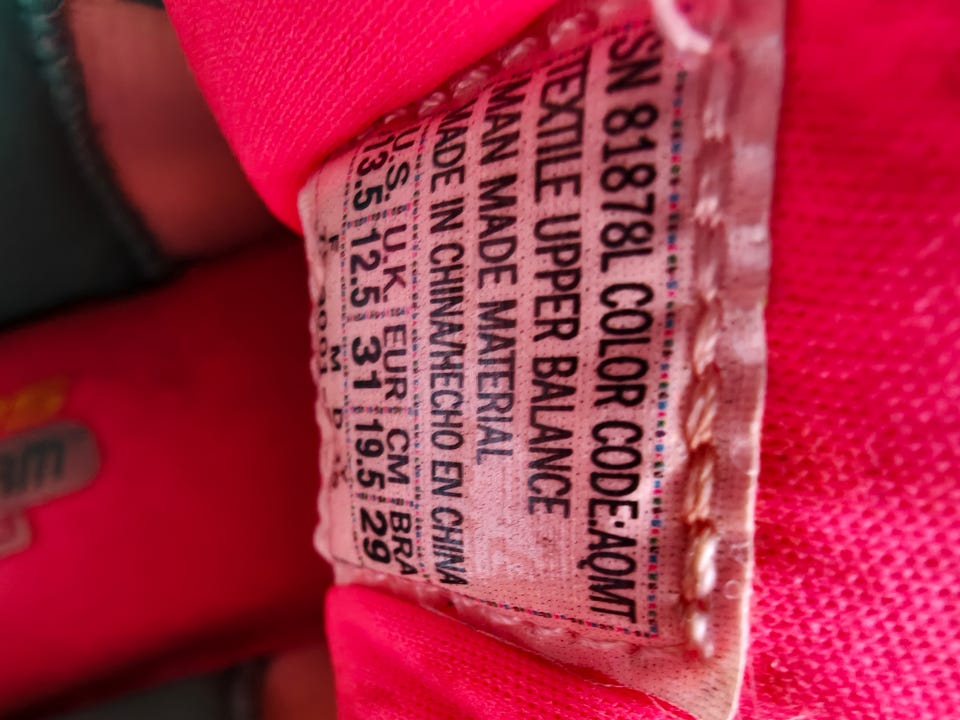 SN 81878L COLOR CODE:AQMT
TEXTILE UPPER BALANCE
MAN MADE MATERIAL
MADE IN CHINA/HECHO EN CHINA
U.S. U.K. EUR CM BRA
13.5 12.5 31 19.5 29